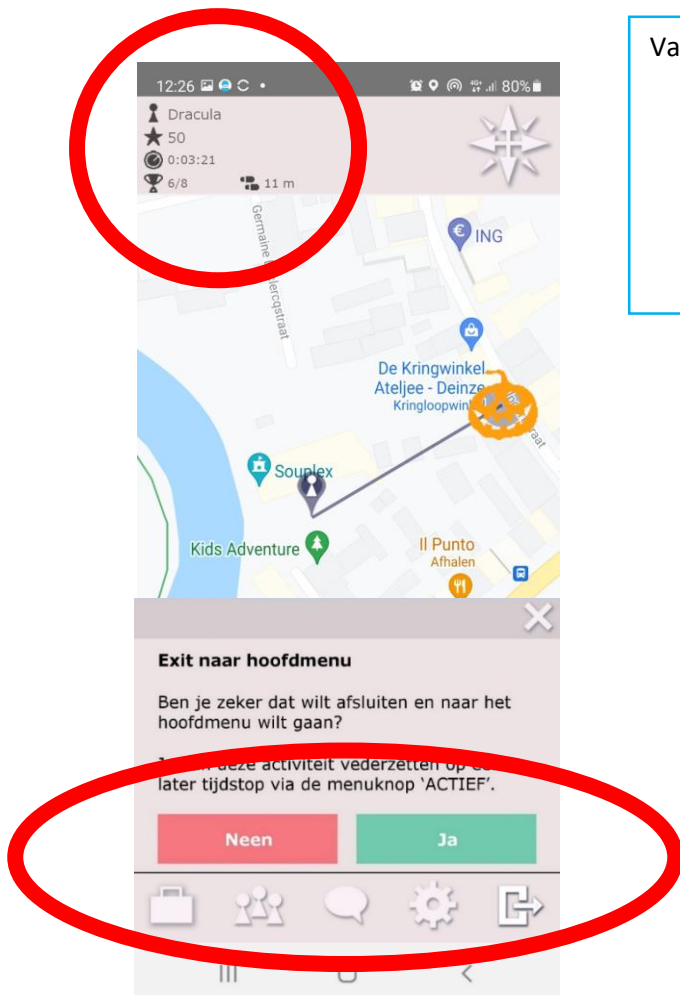 Va
12:26 80%
Dracula
50
0:03:21
6/8 11 m
Germaine
lercqstraat
ING
De Kringwinkel
Ateljee - Deinze
Kringloopwin
raat
Souplex
Kids Adventure
Il Punto
Afhalen
Exit naar hoofdmenu
Ben je zeker dat wilt afsluiten en naar het
hoofdmenu wilt gaan?
deze activiteit vederzetten op
later tijdstop via de menuknop ‘ACTIEF’.
Neen Ja